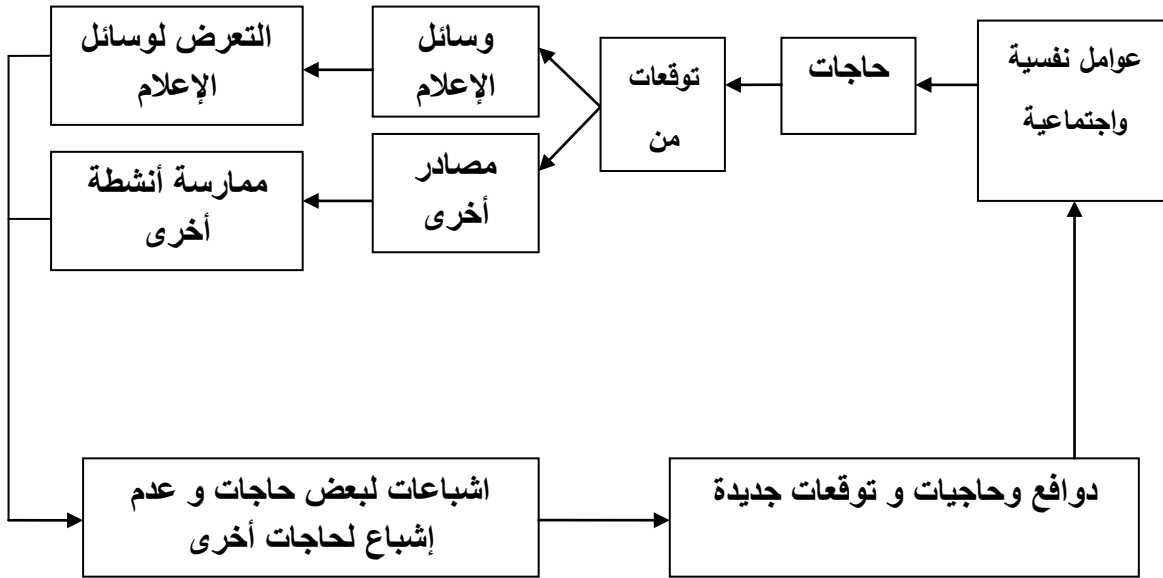 عوامل نفسية
واجتماعية
حاجات
توقعات
من
وسائل
الإعلام
التعرض لوسائل
الإعلام
مصادر
أخرى
ممارسة أنشطة
أخرى
اشباعات لبعض حاجات و عدم
إشباع لحاجات أخرى
دوافع وحاجيات و توقعات جديدة